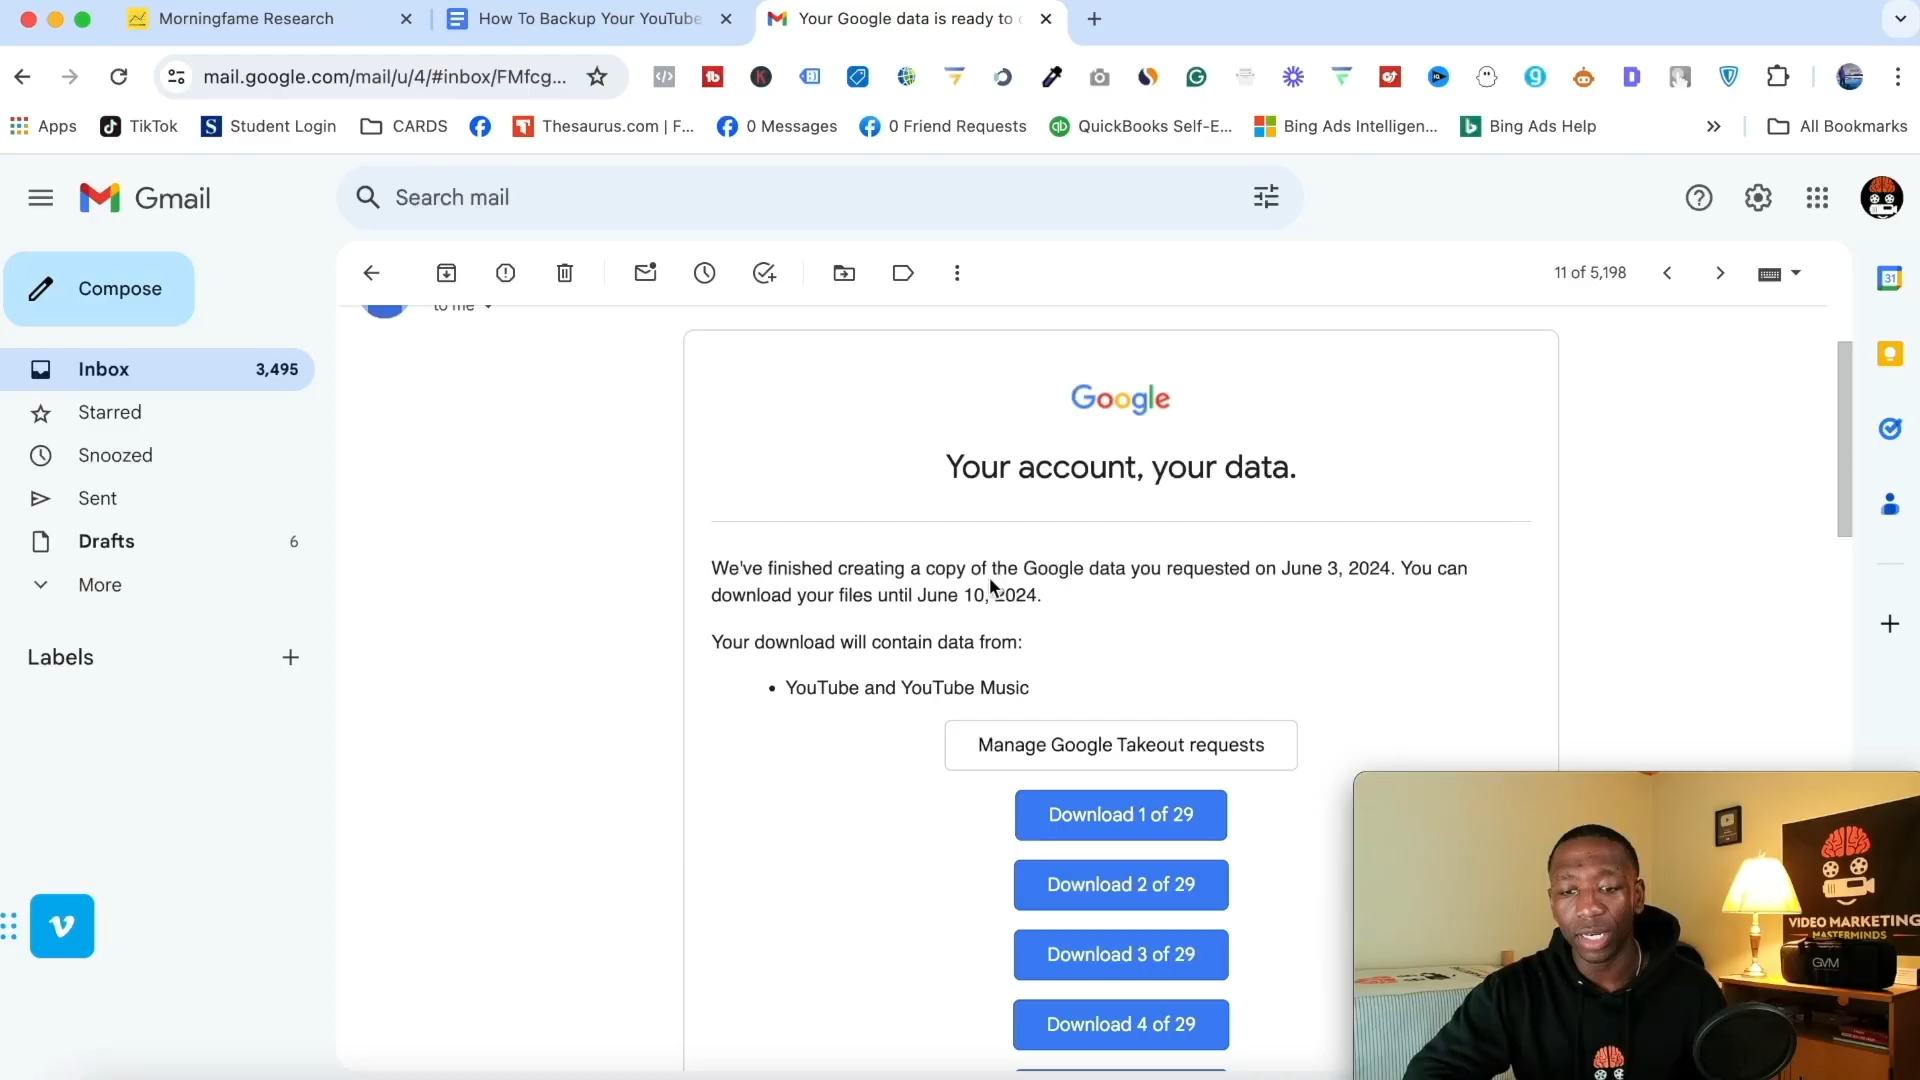 Morningfame Research
How To Backup Your YouTube
Your Google data is ready to
mail.google.com/mail/u/4/#inbox/FMfcg...
Apps
TikTok
Student Login
CARDS
Thesaurus.com | F...
0 Messages
0 Friend Requests
QuickBooks Self-E...
Bing Ads Intelligen...
Bing Ads Help
All Bookmarks
Gmail
Search mail
Compose
11 of 5,198
to me
Inbox 3,495
Starred
Snoozed
Sent
Drafts 6
More
Labels
Google
Your account, your data.
We've finished creating a copy of the Google data you requested on June 3, 2024. You can
download your files until June 10, 2024.
Your download will contain data from:
• YouTube and YouTube Music
Manage Google Takeout requests
Download 1 of 29
Download 2 of 29
Download 3 of 29
Download 4 of 29
VIDEO MARKETING
MASTERMINDS
GVM
31